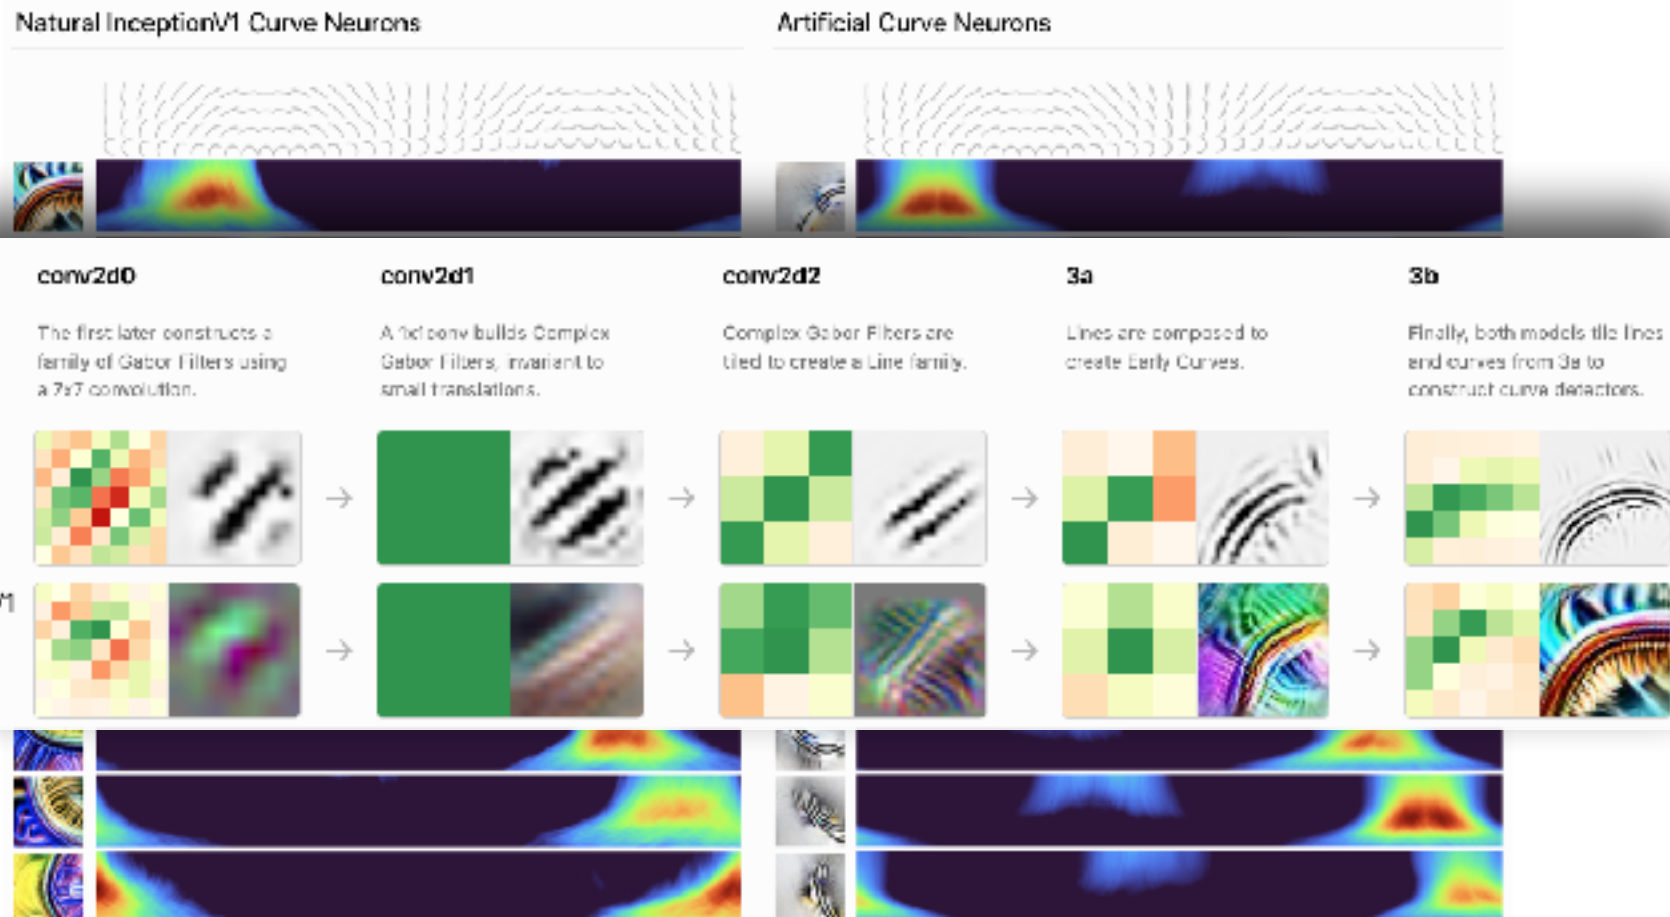 Natural InceptionV1 Curve Neurons
Artificial Curve Neurons
conv2d0
The first later constructs a
family of Gabor Filters using
a 7x7 convolution.
conv2d1
A 1x1 conv builds Complex
Gabor Filters, invariant to
small translations.
conv2d2
Complex Gabor Filters are
tiled to create a Line family.
3a
Lines are composed to
create Early Curves.
3b
Finally, both models tile lines
and curves from 3a to
construct curve detectors.